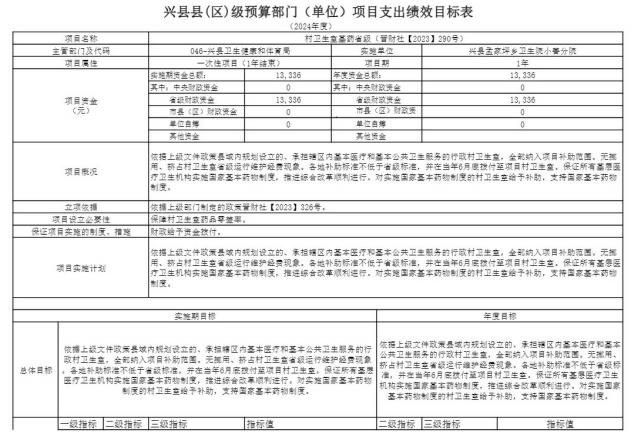 兴县县(区)级预算部门（单位）项目支出绩效目标表
（2024年度）
项目名称 村卫生室基药省级（晋财社【2023】290号）
主管部门及代码 046-兴县卫生健康和体育局 实施单位 兴县孟家坪乡卫生院小善分院
项目属性 一次性项目（1年结束） 项目期 1年
项目资金（元） 实施期资金总额： 13,336 年度资金总额： 13,336
其中：中央财政资金 0 其中：中央财政资金 0
省级财政资金 13,336 省级财政资金 13,336
市县（区）财政资金 0 市县（区）财政资 0
单位自筹 0 单位自筹 0
其他资金 其他资金
项目概况
依据上级文件政策县域内规划设立的、承担辖区内基本医疗和基本公共卫生服务的行政村卫生室，全部纳入项目补助范围。无挪
用、挤占村卫生室省级运行维护经费现象。各地补助标准不低于省级标准，并在当年6月底拨付至项目村卫生室。保证所有基层医
疗卫生机构实施国家基本药物制度，推进综合改革顺利进行。对实施国家基本药物制度的村卫生室给予补助，支持国家基本药物
制度。
立项依据 依据上级部门制定的政策晋财社【2023】326号。
项目设立必要性 保障村卫生室药品零差率。
保证项目实施的制度、措施 财政给予资金拨付。
项目实施计划
依据上级文件政策县域内规划设立的、承担辖区内基本医疗和基本公共卫生服务的行政村卫生室，全部纳入项目补助范围。无挪
用、挤占村卫生室省级运行维护经费现象。各地补助标准不低于省级标准，并在当年6月底拨付至项目村卫生室。保证所有基层医
疗卫生机构实施国家基本药物制度，推进综合改革顺利进行。对实施国家基本药物制度的村卫生室给予补助，支持国家基本药物
制度。
实施期目标 年度目标
总体目标
依据上级文件政策县域内规划设立的、承担辖区内基本医疗和基本公共卫生服务的行
政村卫生室，全部纳入项目补助范围。无挪用、挤占村卫生室省级运行维护经费现象
。各地补助标准不低于省级标准，并在当年6月底拨付至项目村卫生室。保证所有基层
医疗卫生机构实施国家基本药物制度，推进综合改革顺利进行。对实施国家基本药物
制度的村卫生室给予补助，支持国家基本药物制度。
依据上级文件政策县域内规划设立的、承担辖区内基本医疗和基本公
共卫生服务的行政村卫生室，全部纳入项目补助范围。无挪用、挤占
村卫生室省级运行维护经费现象。各地补助标准不低于省级标准，并
在当年6月底拨付至项目村卫生室。保证所有基层医疗卫生机构实施国
家基本药物制度，推进综合改革顺利进行。对实施国家基本药物制度
的村卫生室给予补助，支持国家基本药物制度。
一级指标 二级指标 三级指标 指标值 二级指标 三级指标 指标值